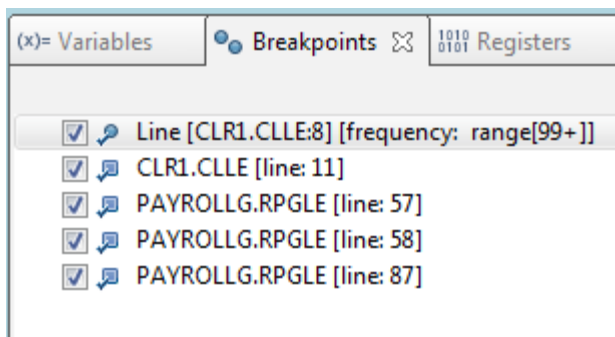 (x)= Variables Breakpoints 1010 0101 Registers
Line [CLR1.CLLE:8] [frequency: range[99+]]
CLR1.CLLE [line: 11]
PAYROLLG.RPGLE [line: 57]
PAYROLLG.RPGLE [line: 58]
PAYROLLG.RPGLE [line: 87]